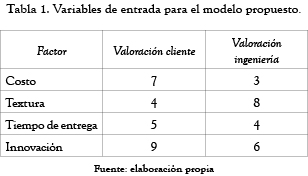 Tabla 1. Variables de entrada para el modelo propuesto.
Factor Valoración cliente Valoración ingeniería
Costo 7 3
Textura 4 8
Tiempo de entrega 5 4
Innovación 9 6
Fuente: elaboración propia